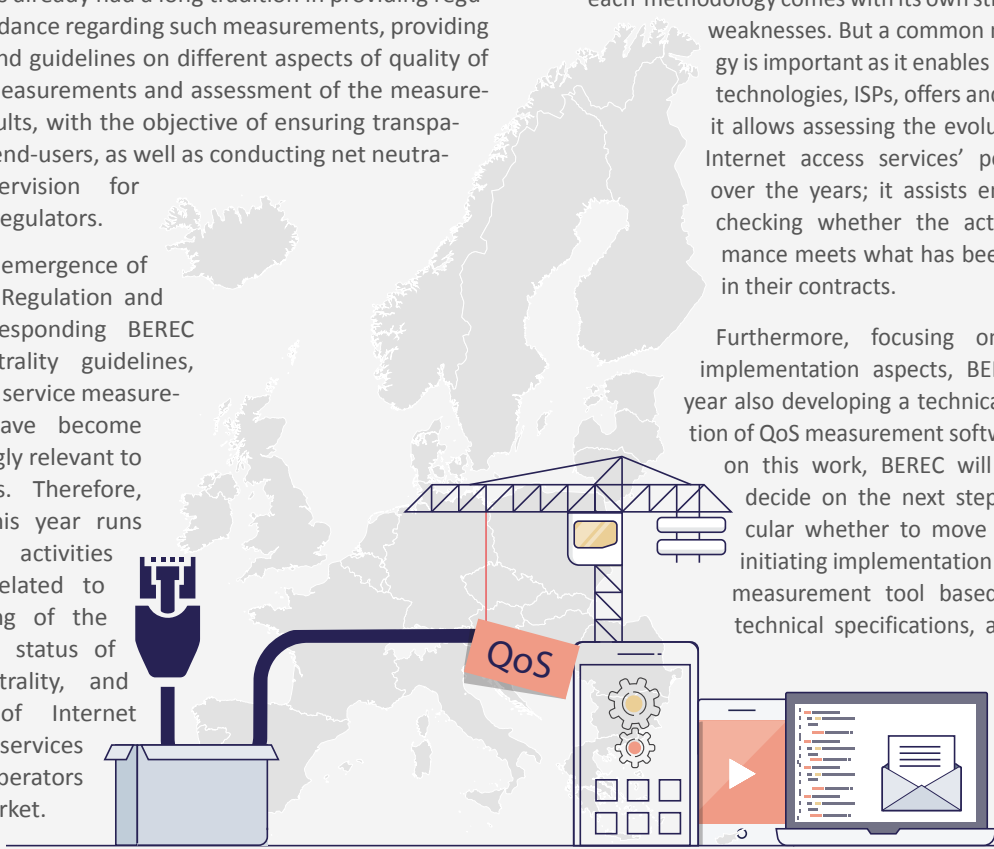 already had a long tradition in providing regu-
dance regarding such measurements, providing
nd guidelines on different aspects of quality of
easurements and assessment of the measure-
ults, with the objective of ensuring transpa-
end-users, as well as conducting net neutra-
ervision for
egulators.
emergence of
Regulation and
esponding BEREC
trality guidelines,
service measure-
ave become
gly relevant to
s. Therefore,
his year runs
activities
elated to
ng of the
status of
trality, and
of Internet
services
perators
rket.
each methodology comes with its own
weaknesses. But a common
gy is important as it enables
technologies, ISPs, offers and
it allows assessing the evolu
Internet access services’ pe
over the years; it assists en
checking whether the act
mance meets what has bee
in their contracts.
Furthermore, focusing on
implementation aspects, BE
year also developing a technica
tion of QoS measurement softw
on this work, BEREC will
decide on the next step
cular whether to move
initiating implementation
measurement tool based
technical specifications, a
QoS